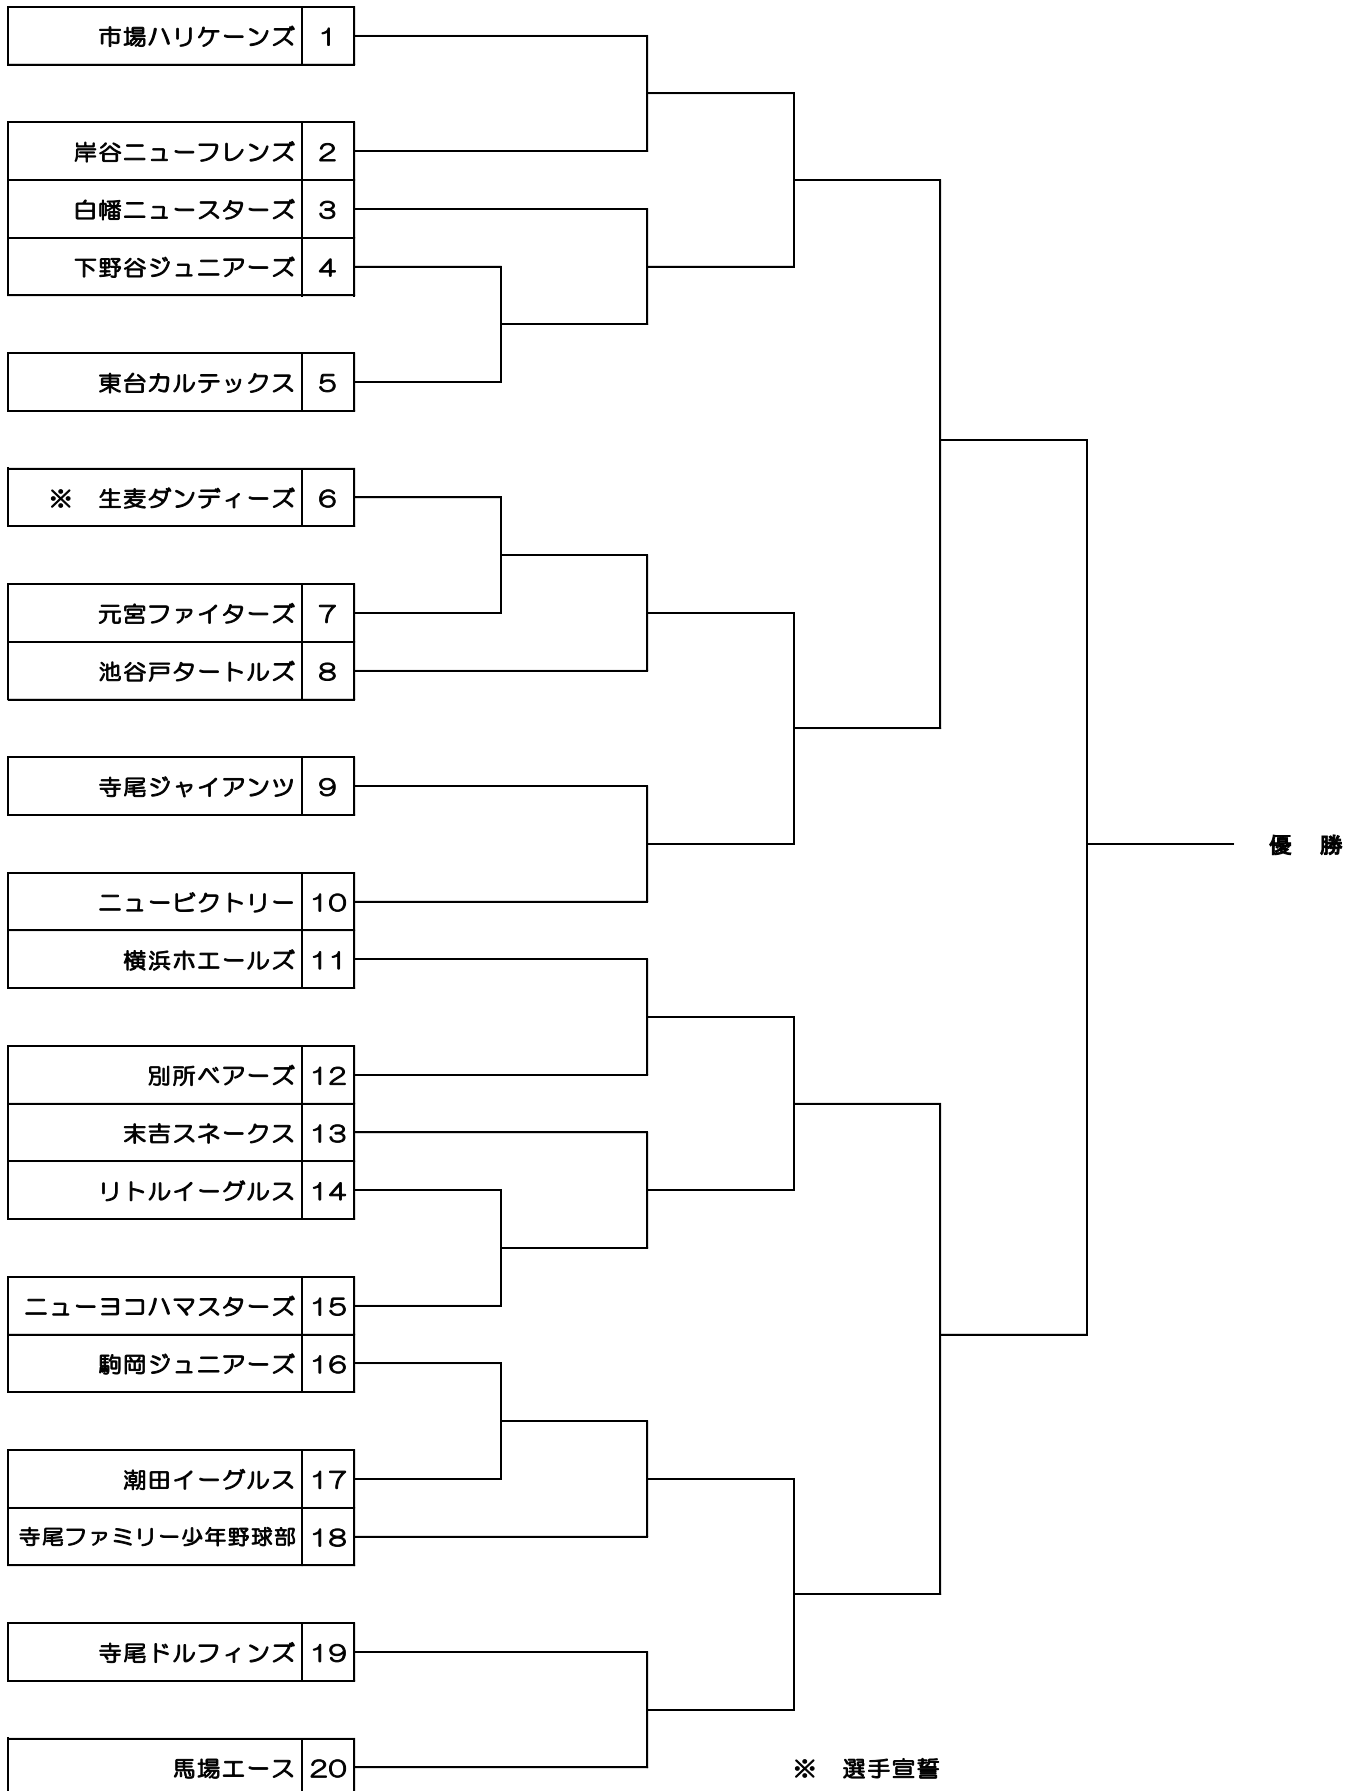 市場ハリケーンズ 1
岸谷ニューフレンズ 2
白幡ニュースターズ 3
下野谷ジュニアーズ 4
東台カルテックス 5
※ 生麦ダンディーズ 6
元宮ファイターズ 7
池谷戸タートルズ 8
寺尾ジャイアンツ 9
優 勝
ニュービクトリー 10
横浜ホエールズ 11
別所ベアーズ 12
末吉スネークス 13
リトルイーグルス 14
ニューヨコハマスターズ 15
駒岡ジュニアーズ 16
潮田イーグルス 17
寺尾ファミリー少年野球部 18
寺尾ドルフィンズ 19
馬場エース 20
※ 選手宣誓